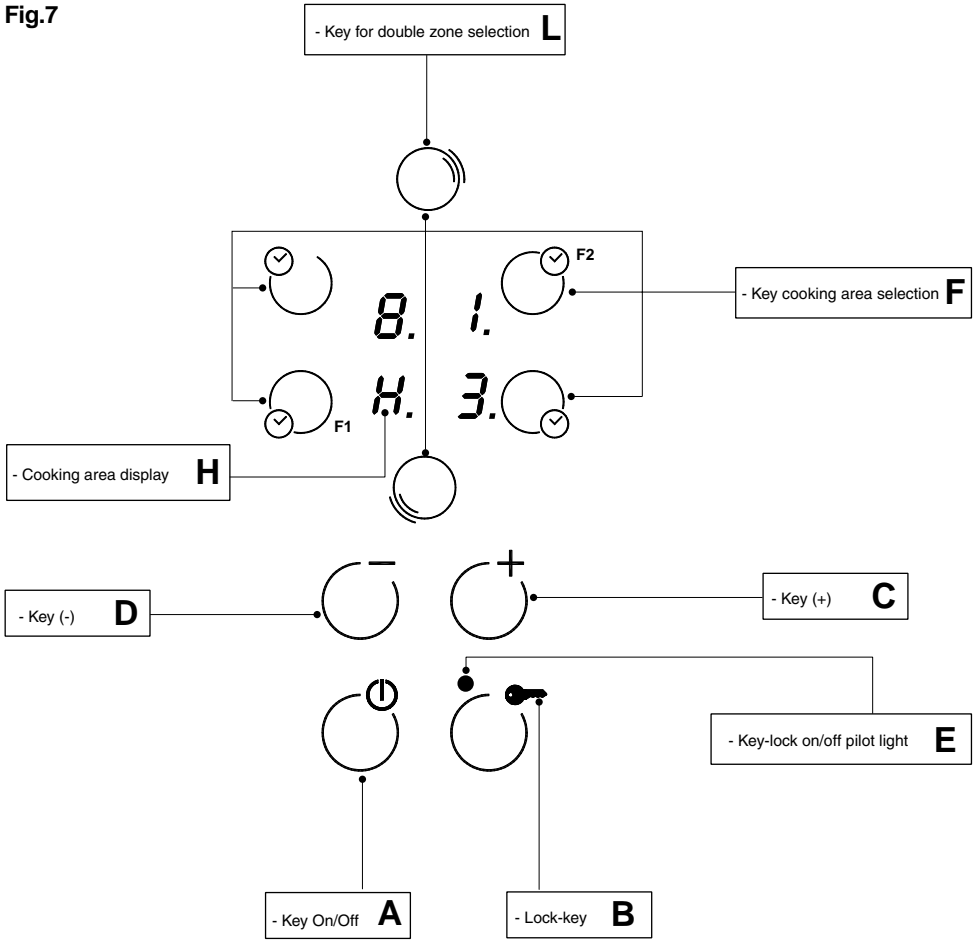 Fig.7
- Key for double zone selection L
F2
- Key cooking area selection F
8. 1.
H. 3.
F1
- Cooking area display H
- Key (-) D
- Key (+) C
- Key-lock on/off pilot light E
- Key On/Off A
- Lock-key B